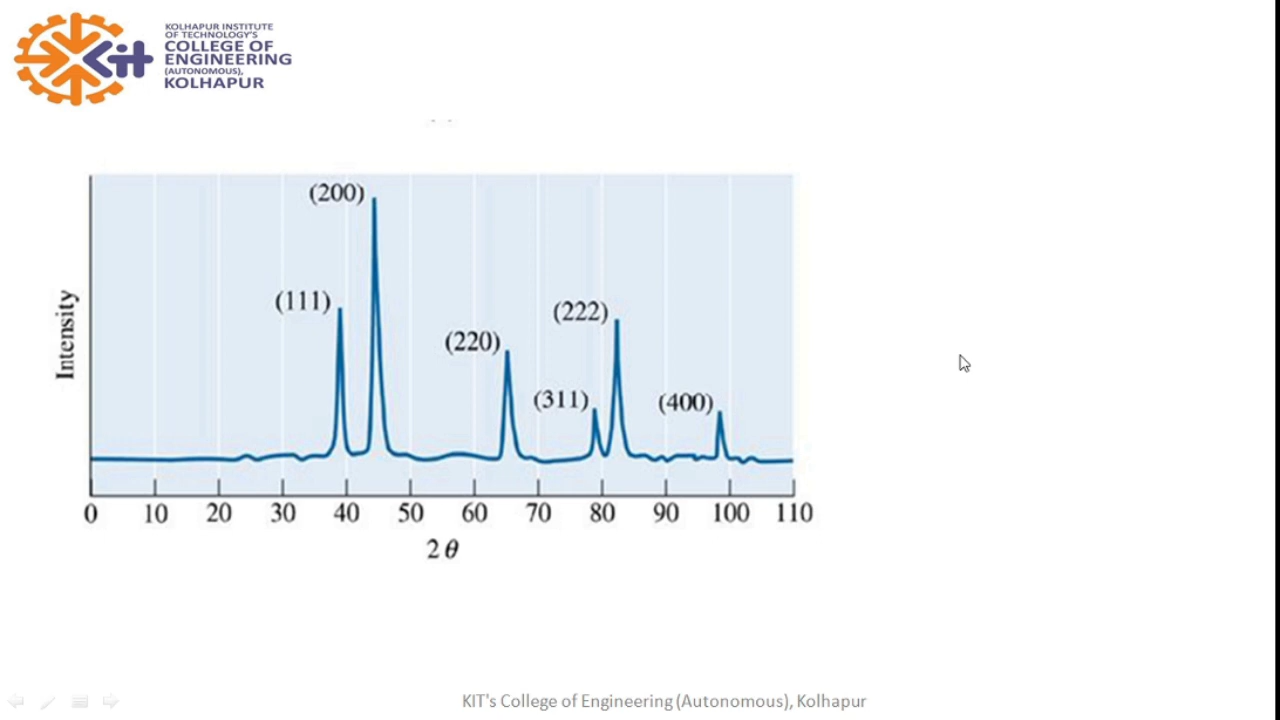 KOLHAPUR INSTITUTE
OF TECHNOLOGY'S
COLLEGE OF
ENGINEERING
(AUTONOMOUS),
KOLHAPUR
Kit
(200)
(111)
(222)
(220)
(311)
(400)
Intensity
0 10 20 30 40 50 60 70 80 90 100 110
2 θ
KIT's College of Engineering (Autonomous), Kolhapur